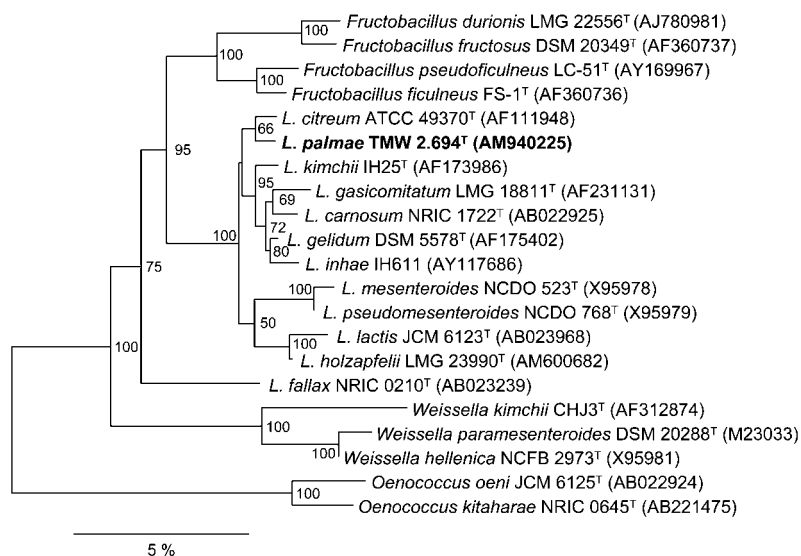 Fructobacillus durionis LMG 22556ᵀ (AJ780981)
100
Fructobacillus fructosus DSM 20349ᵀ (AF360737)
100
Fructobacillus pseudoficulneus LC-51ᵀ (AY169967)
100
Fructobacillus ficulneus FS-1ᵀ (AF360736)
L. citreum ATCC 49370ᵀ (AF111948)
66
L. palmae TMW 2.694ᵀ (AM940225)
95
L. kimchii IH25ᵀ (AF173986)
95
L. gasicomitatum LMG 18811ᵀ (AF231131)
69
L. carnosum NRIC 1722ᵀ (AB022925)
72
100
L. gelidum DSM 5578ᵀ (AF175402)
80
L. inhae IH611 (AY117686)
75
L. mesenteroides NCDO 523ᵀ (X95978)
100
L. pseudomesenteroides NCDO 768ᵀ (X95979)
50
L. lactis JCM 6123ᵀ (AB023968)
100
100
L. holzapfelii LMG 23990ᵀ (AM600682)
L. fallax NRIC 0210ᵀ (AB023239)
Weissella kimchii CHJ3ᵀ (AF312874)
100
Weissella paramesenteroides DSM 20288ᵀ (M23033)
100
Weissella hellenica NCFB 2973ᵀ (X95981)
Oenococcus oeni JCM 6125ᵀ (AB022924)
100
Oenococcus kitaharae NRIC 0645ᵀ (AB221475)
5 %